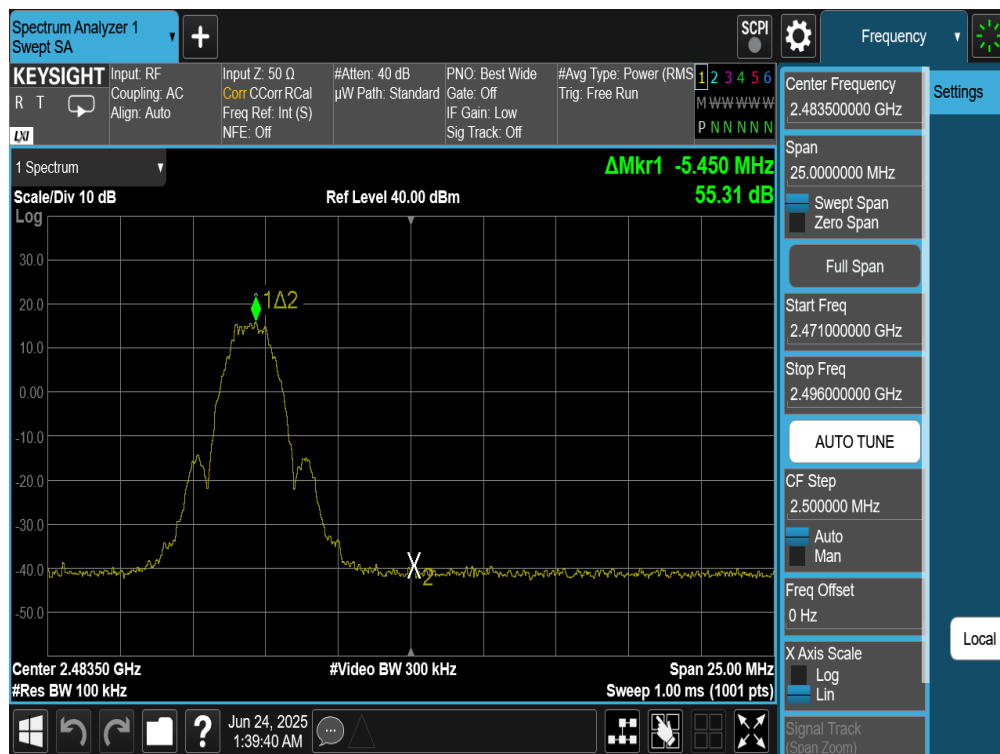 Spectrum Analyzer 1
Swept SA
+
SCPI
Frequency
KEYSIGHT
R T
LXI
Input: RF
Coupling: AC
Align: Auto
Input Z: 50 Ω
Corr CCorr RCal
Freq Ref: Int (S)
NFE: Off
#Atten: 40 dB
µW Path: Standard
PNO: Best Wide
Gate: Off
IF Gain: Low
Sig Track: Off
#Avg Type: Power (RMS
Trig: Free Run
1 2 3 4 5 6
M W W W W W
P N N N N N
1 Spectrum
Scale/Div 10 dB
Ref Level 40.00 dBm
ΔMkr1 -5.450 MHz
55.31 dB
Log
30.0
20.0
10.0
0.00
-10.0
-20.0
-30.0
-40.0
-50.0
1Δ2
X2
Center 2.48350 GHz
#Video BW 300 kHz
Span 25.00 MHz
#Res BW 100 kHz
Sweep 1.00 ms (1001 pts)
?
Jun 24, 2025
1:39:40 AM
Center Frequency
2.483500000 GHz
Span
25.0000000 MHz
Swept Span
Zero Span
Full Span
Start Freq
2.471000000 GHz
Stop Freq
2.496000000 GHz
AUTO TUNE
CF Step
2.500000 MHz
Auto
Man
Freq Offset
0 Hz
X Axis Scale
Log
Lin
Signal Track
(Span Zoom)
Settings
Local